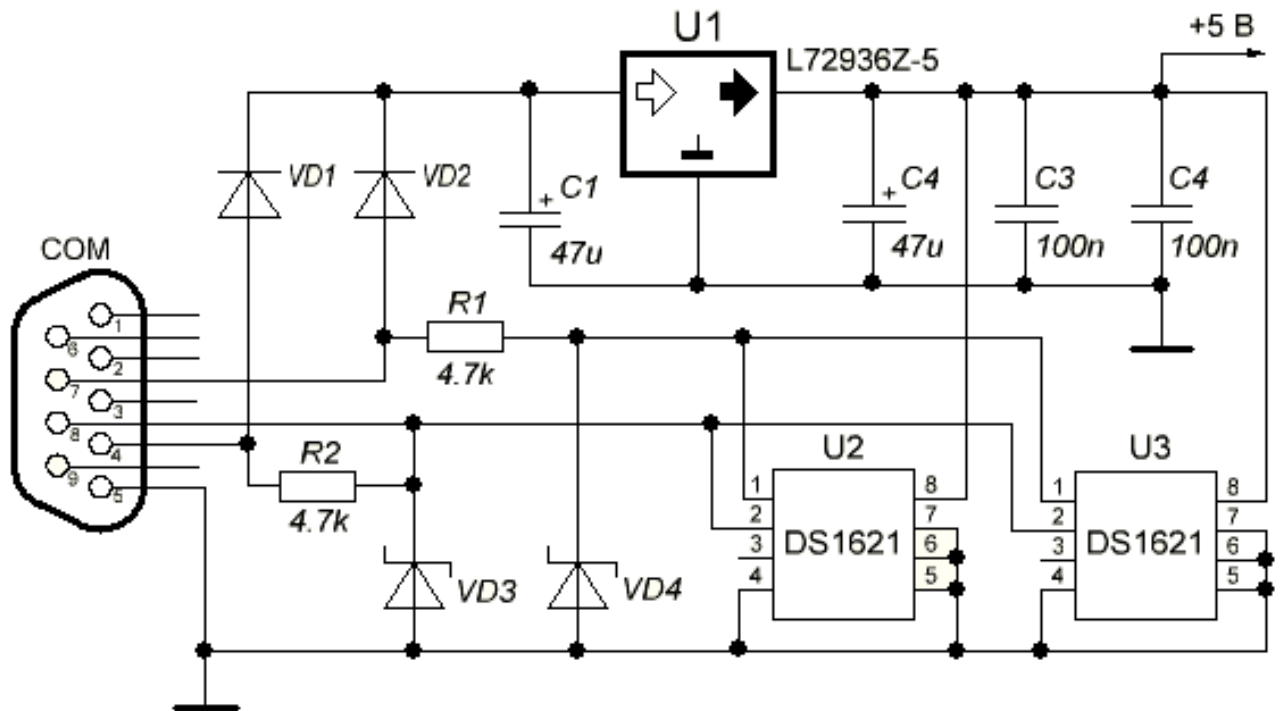 U1
+5 В
L72936Z-5
VD1
VD2
+ C1
47u
+ C4
47u
C3
100n
C4
100n
COM
1
6
2
7
3
8
4
9
5
R1
4.7k
R2
4.7k
VD3
VD4
U2
1
2
3
4
DS1621
8
7
6
5
U3
1
2
3
4
DS1621
8
7
6
5